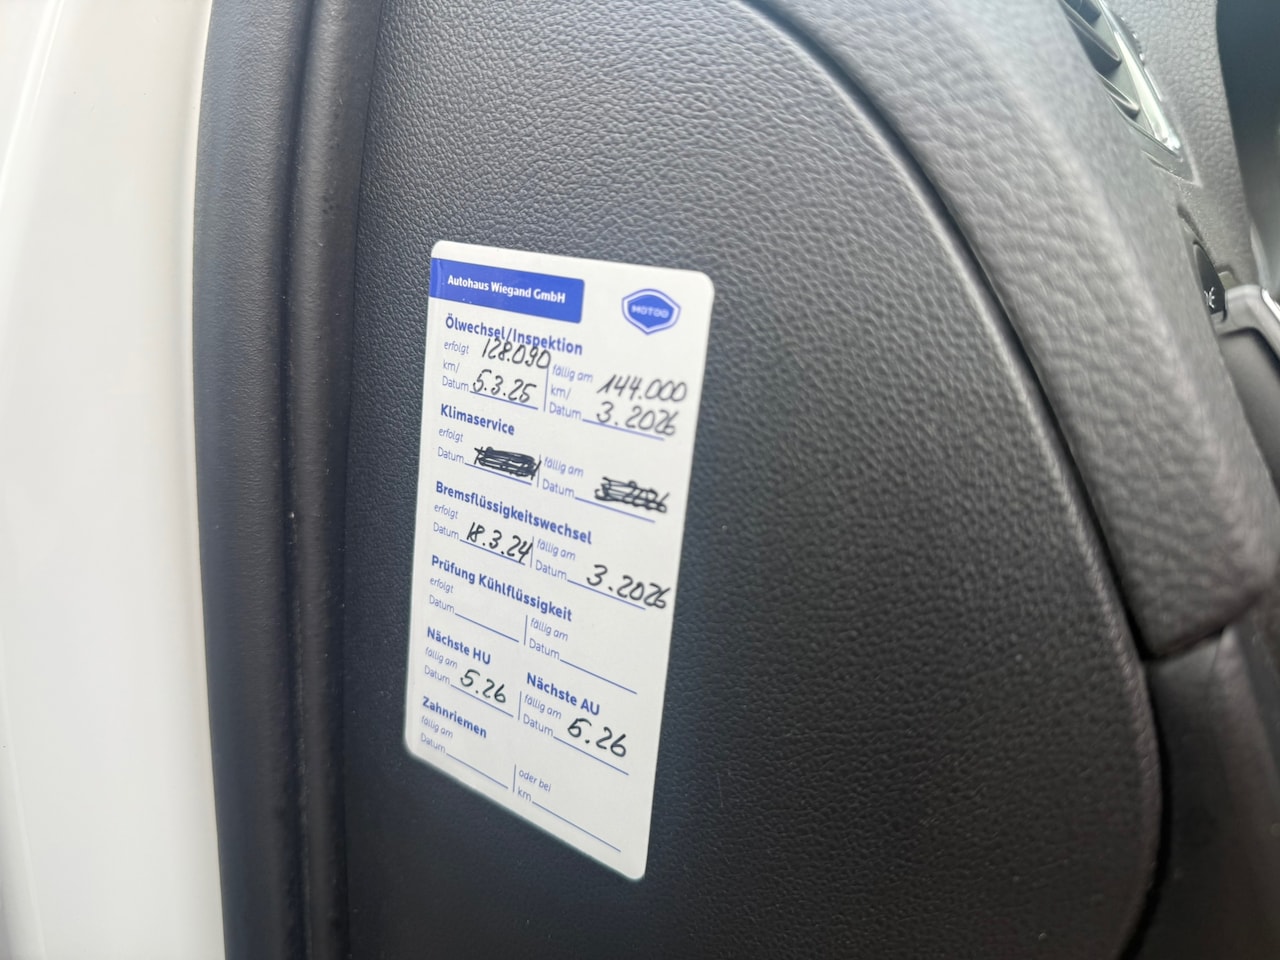 Autohaus Wiegand GmbH
MOTOO
Ölwechsel/Inspektion
erfolgt 128.090
km/
Datum 5.3.25
fällig am 144.000
km/
Datum 3.2026
Klimaservice
erfolgt
Datum
fällig am
Datum
Bremsflüssigkeitswechsel
erfolgt
Datum 18.3.24
fällig am
Datum 3.2026
Prüfung Kühlflüssigkeit
erfolgt
Datum
fällig am
Datum
Nächste HU
fällig am
Datum 5.26
Nächste AU
fällig am
Datum 5.26
Zahnriemen
fällig am
Datum
oder bei
km